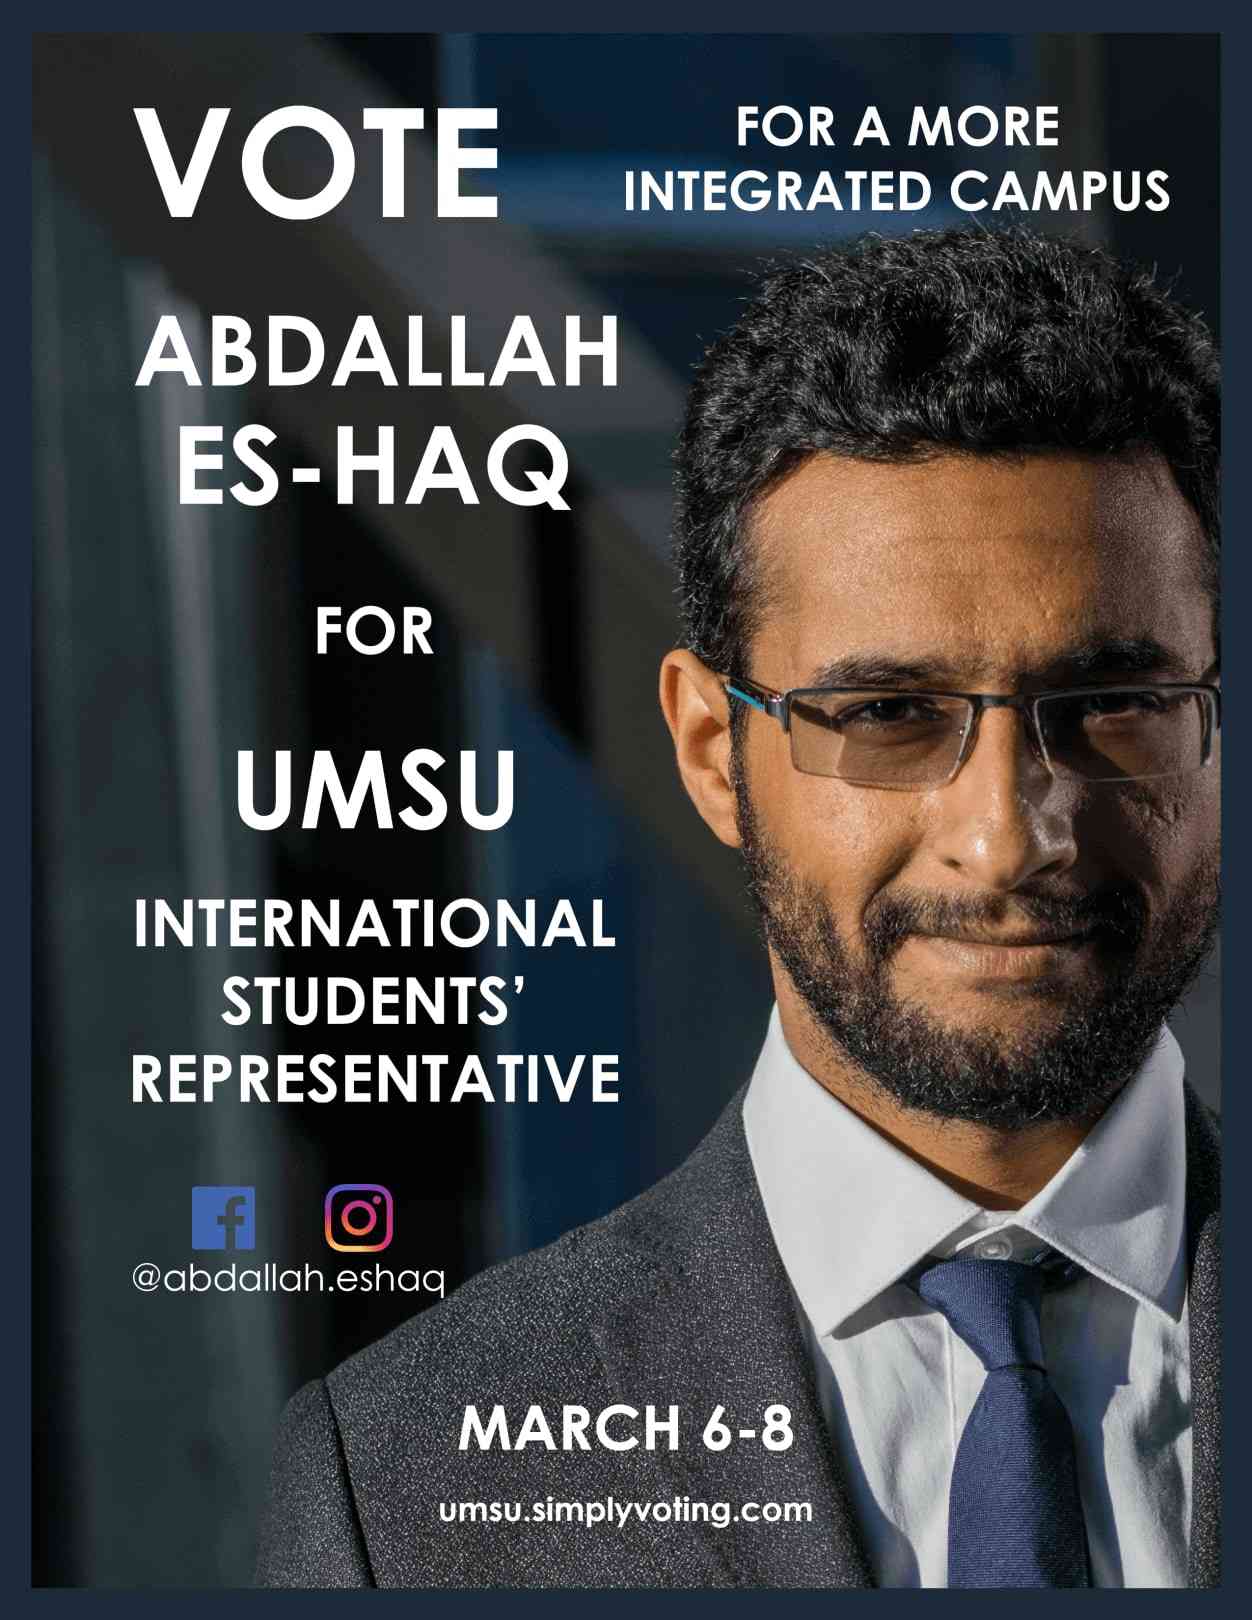 VOTE
FOR A MORE
INTEGRATED CAMPUS
ABDALLAH
ES-HAQ
FOR
UMSU
INTERNATIONAL
STUDENTS’
REPRESENTATIVE
@abdallah.eshaq
MARCH 6-8
umsu.simplyvoting.com